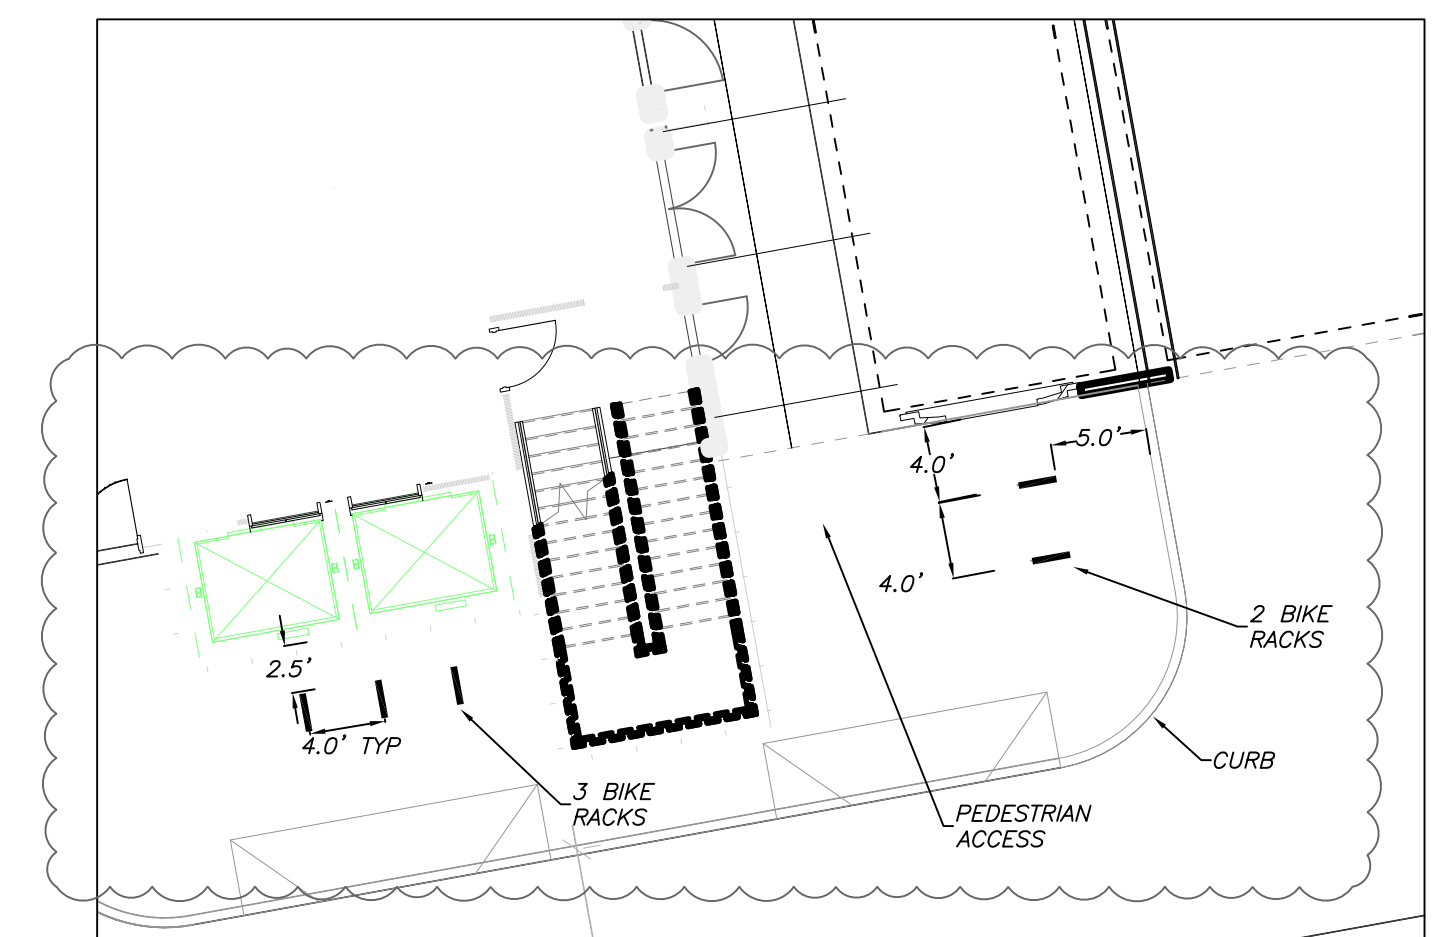 5.0'
4.0'
4.0'
2 BIKE
RACKS
2.5'
4.0' TYP
CURB
3 BIKE
RACKS
PEDESTRIAN
ACCESS